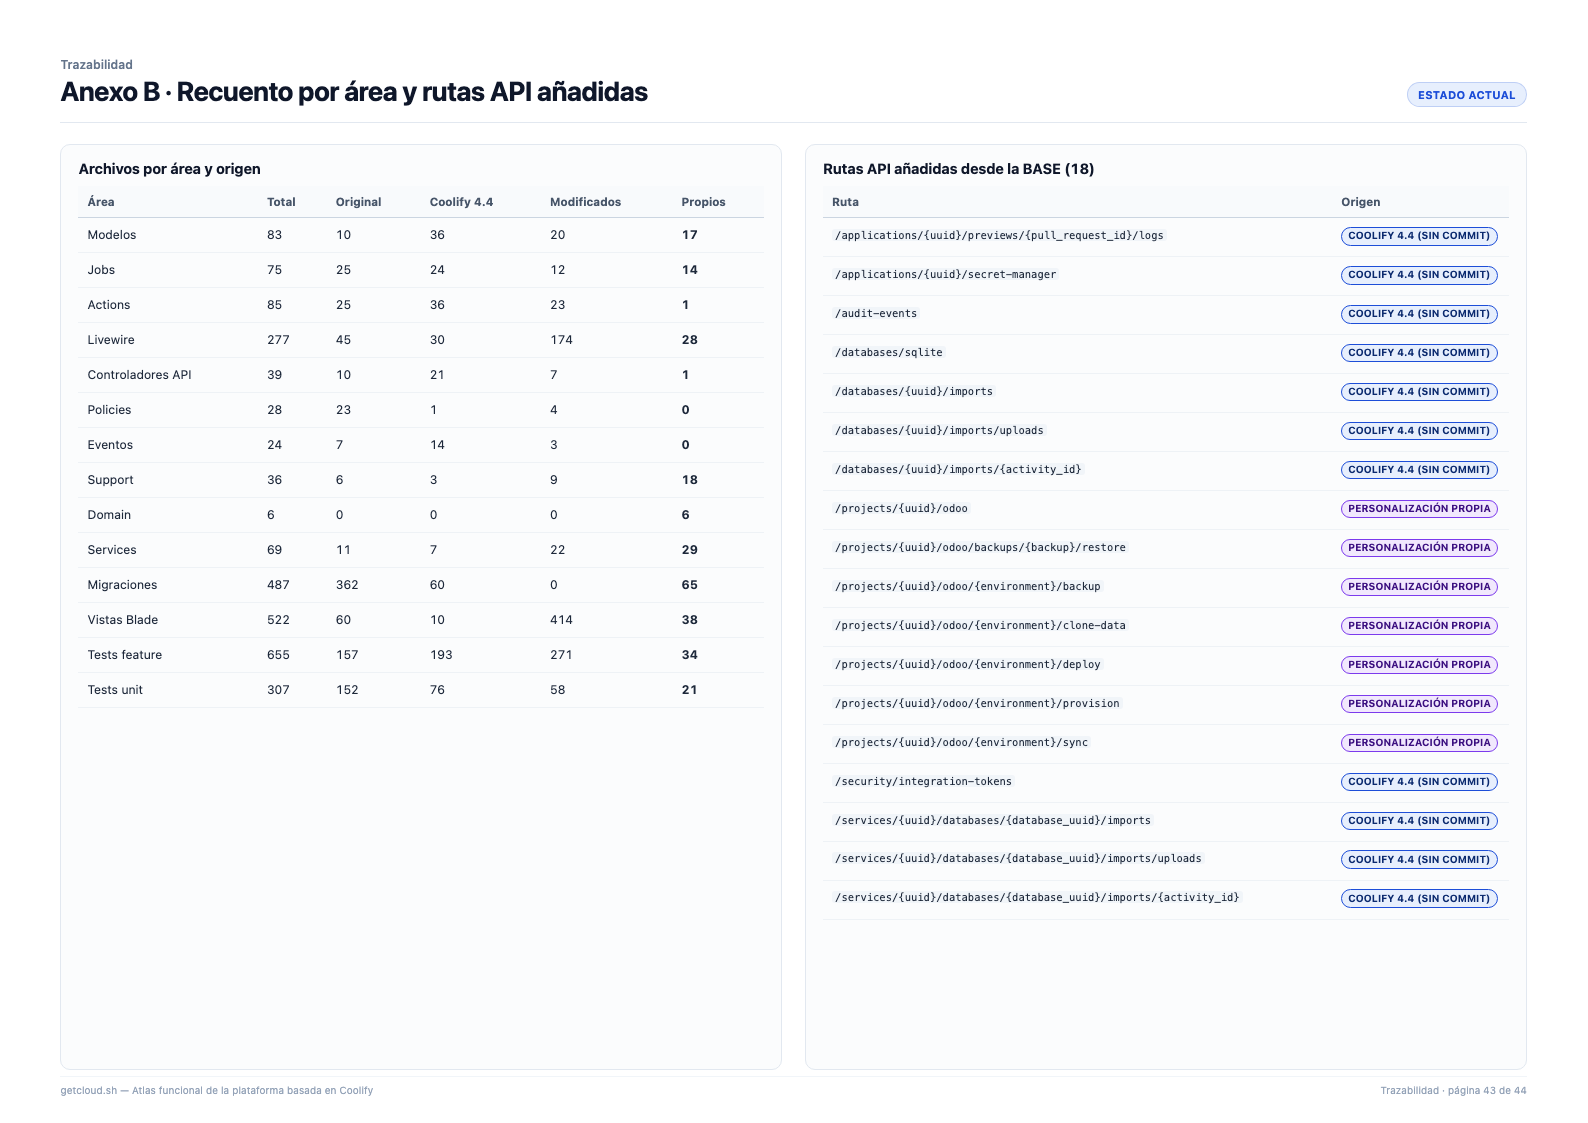 Trazabilidad
Anexo B · Recuento por área y rutas API añadidas
ESTADO ACTUAL
Archivos por área y origen
Área Total Original Coolify 4.4 Modificados Propios
Modelos 83 10 36 20 17
Jobs 75 25 24 12 14
Actions 85 25 36 23 1
Livewire 277 45 30 174 28
Controladores API 39 10 21 7 1
Policies 28 23 1 4 0
Eventos 24 7 14 3 0
Support 36 6 3 9 18
Domain 6 0 0 0 6
Services 69 11 7 22 29
Migraciones 487 362 60 0 65
Vistas Blade 522 60 10 414 38
Tests feature 655 157 193 271 34
Tests unit 307 152 76 58 21
Rutas API añadidas desde la BASE (18)
Ruta Origen
/applications/{uuid}/previews/{pull_request_id}/logs COOLIFY 4.4 (SIN COMMIT)
/applications/{uuid}/secret-manager COOLIFY 4.4 (SIN COMMIT)
/audit-events COOLIFY 4.4 (SIN COMMIT)
/databases/sqlite COOLIFY 4.4 (SIN COMMIT)
/databases/{uuid}/imports COOLIFY 4.4 (SIN COMMIT)
/databases/{uuid}/imports/uploads COOLIFY 4.4 (SIN COMMIT)
/databases/{uuid}/imports/{activity_id} COOLIFY 4.4 (SIN COMMIT)
/projects/{uuid}/odoo PERSONALIZACIÓN PROPIA
/projects/{uuid}/odoo/backups/{backup}/restore PERSONALIZACIÓN PROPIA
/projects/{uuid}/odoo/{environment}/backup PERSONALIZACIÓN PROPIA
/projects/{uuid}/odoo/{environment}/clone-data PERSONALIZACIÓN PROPIA
/projects/{uuid}/odoo/{environment}/deploy PERSONALIZACIÓN PROPIA
/projects/{uuid}/odoo/{environment}/provision PERSONALIZACIÓN PROPIA
/projects/{uuid}/odoo/{environment}/sync PERSONALIZACIÓN PROPIA
/security/integration-tokens COOLIFY 4.4 (SIN COMMIT)
/services/{uuid}/databases/{database_uuid}/imports COOLIFY 4.4 (SIN COMMIT)
/services/{uuid}/databases/{database_uuid}/imports/uploads COOLIFY 4.4 (SIN COMMIT)
/services/{uuid}/databases/{database_uuid}/imports/{activity_id} COOLIFY 4.4 (SIN COMMIT)
getcloud.sh — Atlas funcional de la plataforma basada en Coolify
Trazabilidad · página 43 de 44